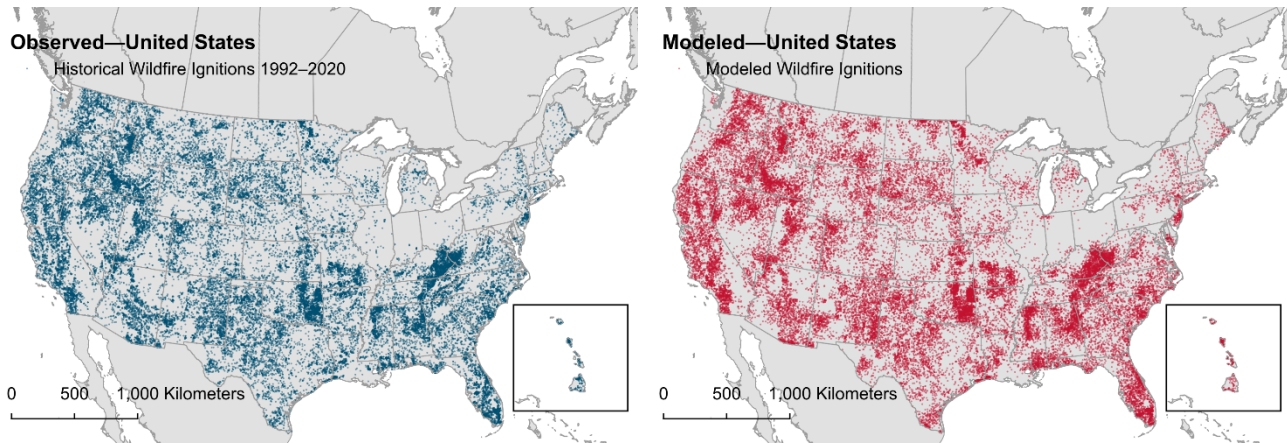 Observed—United States
Historical Wildfire Ignitions 1992–2020
0 500 1,000 Kilometers
Modeled—United States
Modeled Wildfire Ignitions
0 500 1,000 Kilometers